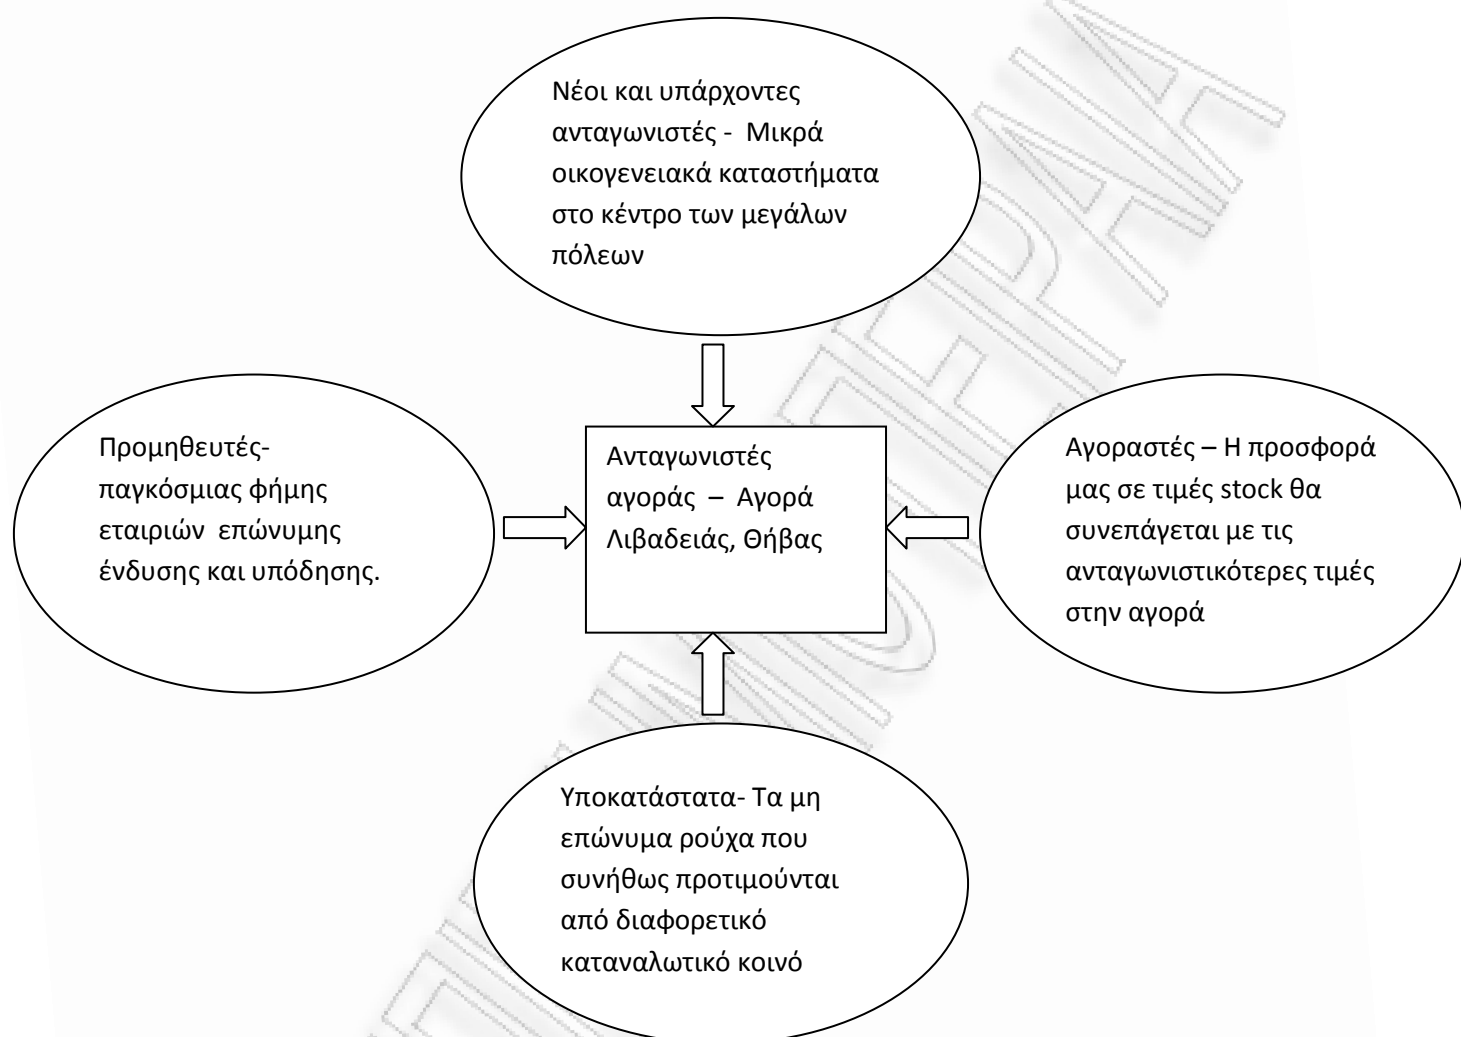 Νέοι και υπάρχοντες
ανταγωνιστές - Μικρά
οικογενειακά καταστήματα
στο κέντρο των μεγάλων
πόλεων
Προμηθευτές-
παγκόσμιας φήμης
εταιριών επώνυμης
ένδυσης και υπόδησης.
Ανταγωνιστές
αγοράς – Αγορά
Λιβαδειάς, Θήβας
Αγοραστές – Η προσφορά
μας σε τιμές stock θα
συνεπάγεται με τις
ανταγωνιστικότερες τιμές
στην αγορά
Υποκατάστατα- Τα μη
επώνυμα ρούχα που
συνήθως προτιμούνται
από διαφορετικό
καταναλωτικό κοινό